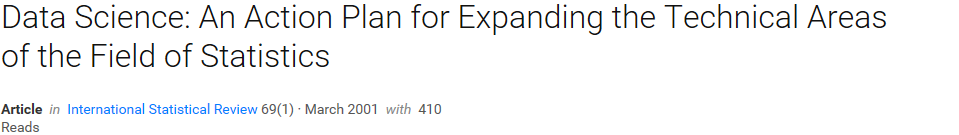 Data Science: An Action Plan for Expanding the Technical Areas
of the Field of Statistics
Article in International Statistical Review 69(1) · March 2001 with 410
Reads